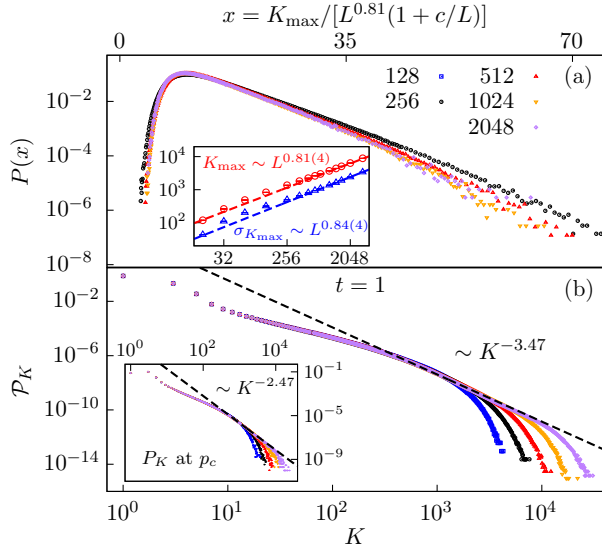 x = K_max/[L^0.81(1 + c/L)]
0 35 70
(a)
128 512
256 1024
2048
10^−2
10^−4
10^−6
10^−8
P(x)
10^4
10^3
10^2
K_max ∼ L^0.81(4)
σ_K_max ∼ L^0.84(4)
32 256 2048
t = 1
(b)
10^−2
10^−6
10^−10
10^−14
𝒫_K
∼ K^−3.47
10^0 10^2 10^4
10^−1
10^−5
10^−9
∼ K^−2.47
P_K at p_c
10^0 10^1 10^2 10^3 10^4
K